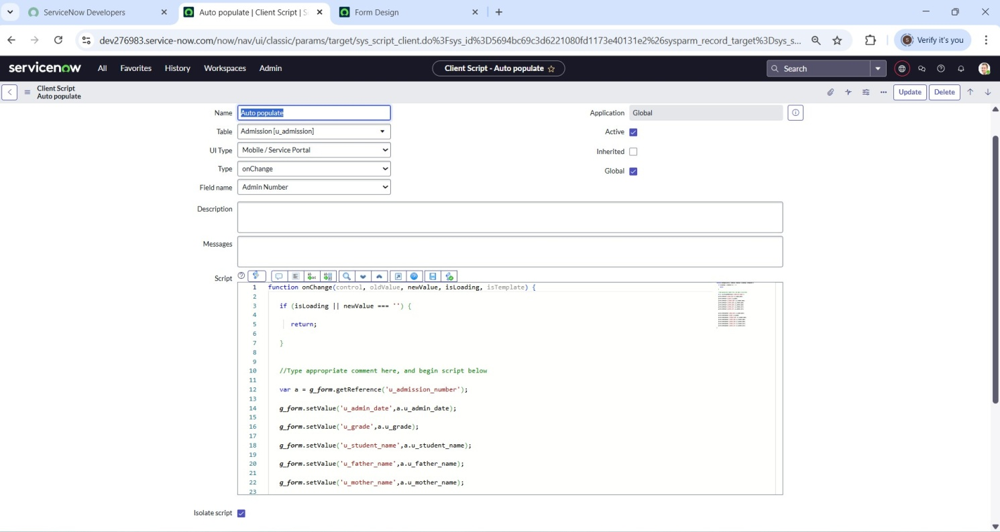 ServiceNow Developers
Auto populate | Client Script | S
Form Design
dev276983.service-now.com/now/nav/ui/classic/params/target/sys_script_client.do%3Fsys_id%3D5694bc69c3d6221080fd1173e40131e2%26sysparm_record_target%3Dsys_s...
Verify it's you
servicenow All Favorites History Workspaces Admin
Client Script - Auto populate
Search
Client Script
Auto populate
Update Delete
Name Auto populate
Application Global
Table Admission [u_admission]
Active
UI Type Mobile / Service Portal
Inherited
Type onChange
Global
Field name Admin Number
Description
Messages
Script
1 function onChange(control, oldValue, newValue, isLoading, isTemplate) {
2
3 if (isLoading || newValue === '') {
4
5 return;
6
7 }
8
9
10 //Type appropriate comment here, and begin script below
11
12 var a = g_form.getReference('u_admission_number');
13
14 g_form.setValue('u_admin_date',a.u_admin_date);
15
16 g_form.setValue('u_grade',a.u_grade);
17
18 g_form.setValue('u_student_name',a.u_student_name);
19
20 g_form.setValue('u_father_name',a.u_father_name);
21
22 g_form.setValue('u_mother_name',a.u_mother_name);
23
Isolate script